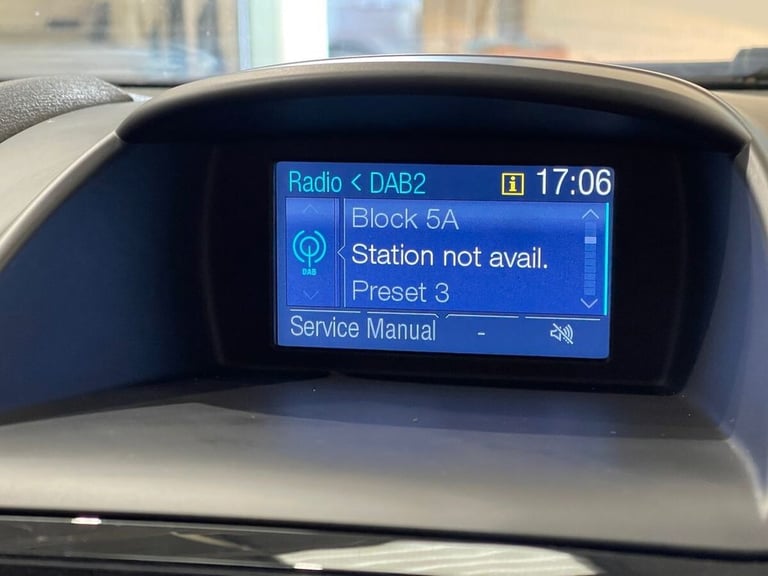 Radio < DAB2 i 17:06
Block 5A
DAB
Station not avail.
Preset 3
Service Manual -